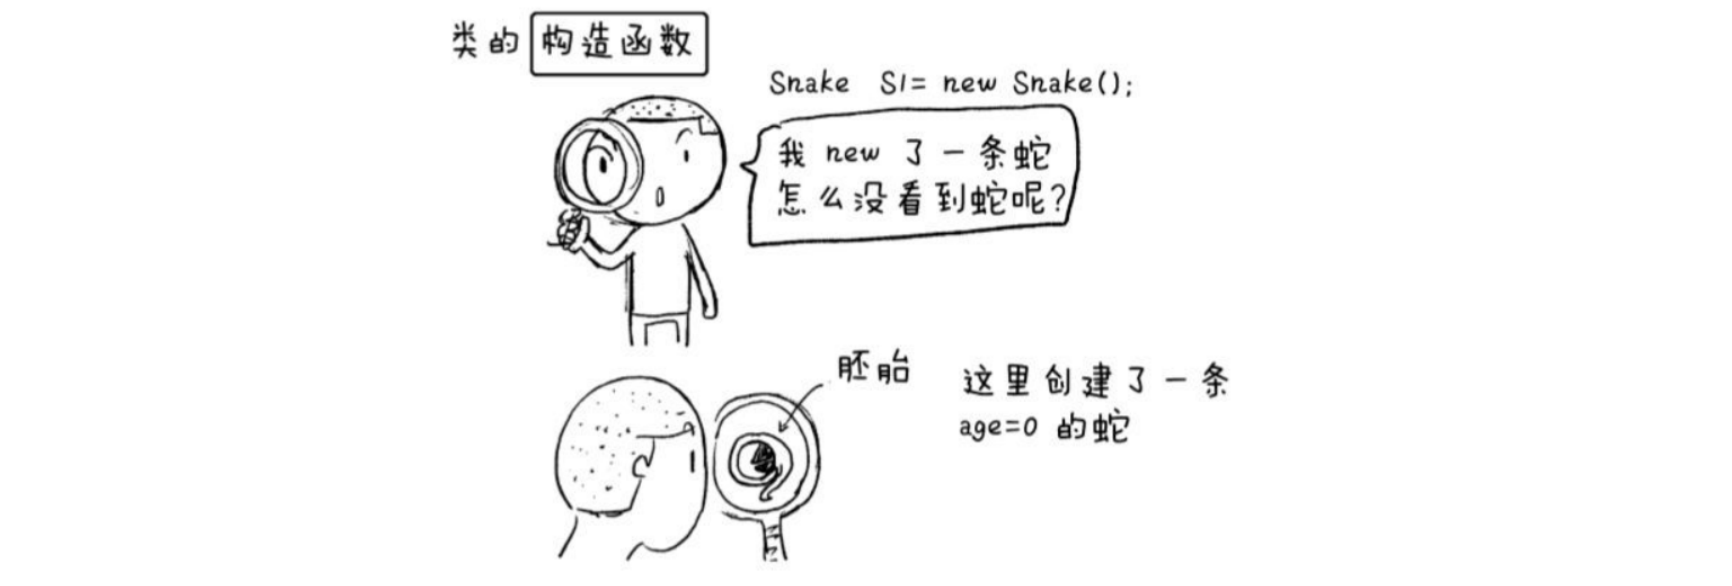 类的构造函数
Snake S1= new Snake();
我 new 了一条蛇
怎么没看到蛇呢?
胚胎
这里创建了一条
age=0 的蛇